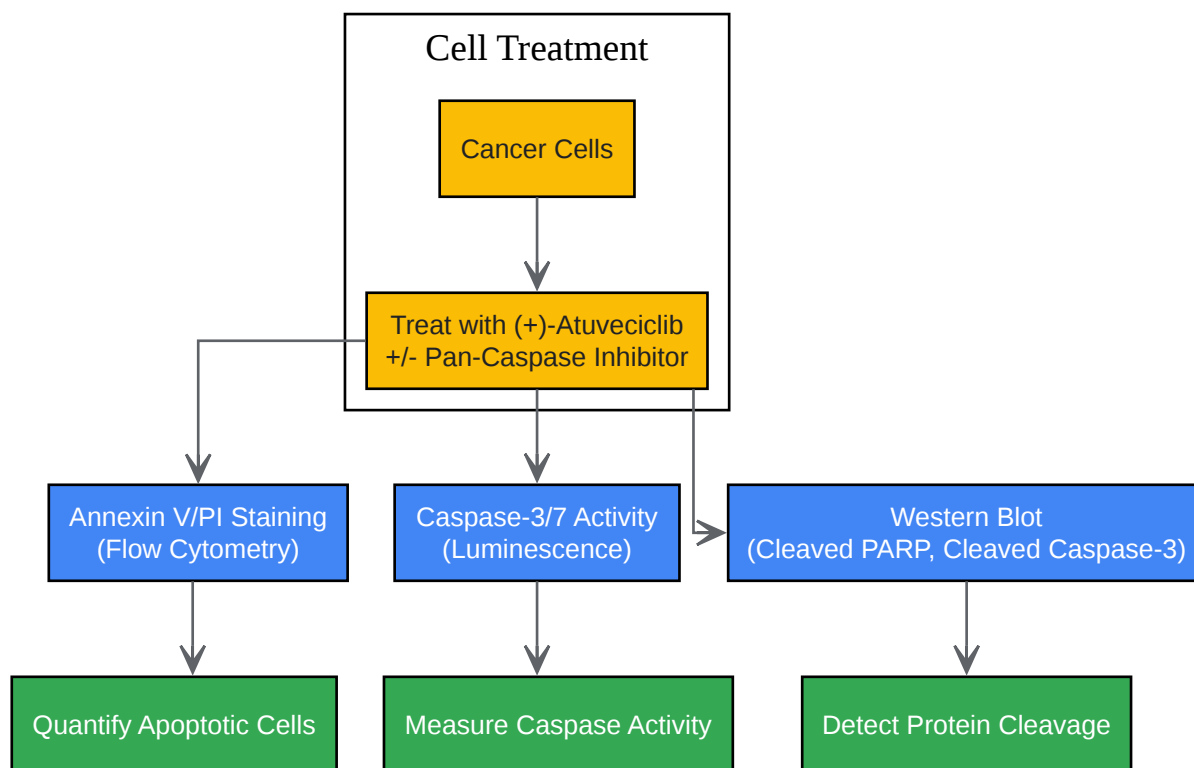 Cell Treatment
Cancer Cells
Treat with (+)-Atuveciclib
+/- Pan-Caspase Inhibitor
Annexin V/PI Staining
(Flow Cytometry)
Caspase-3/7 Activity
(Luminescence)
Western Blot
(Cleaved PARP, Cleaved Caspase-3)
Quantify Apoptotic Cells
Measure Caspase Activity
Detect Protein Cleavage